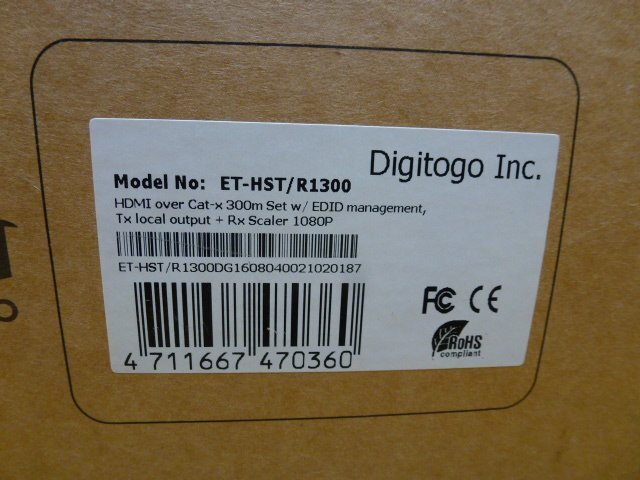 Digitogo Inc.
Model No: ET-HST/R1300
HDMI over Cat-x 300m Set w/ EDID management,
Tx local output + Rx Scaler 1080P
ET-HST/R1300DG1608040021020187
FC CE
4 711667 470360
RoHS
compliant